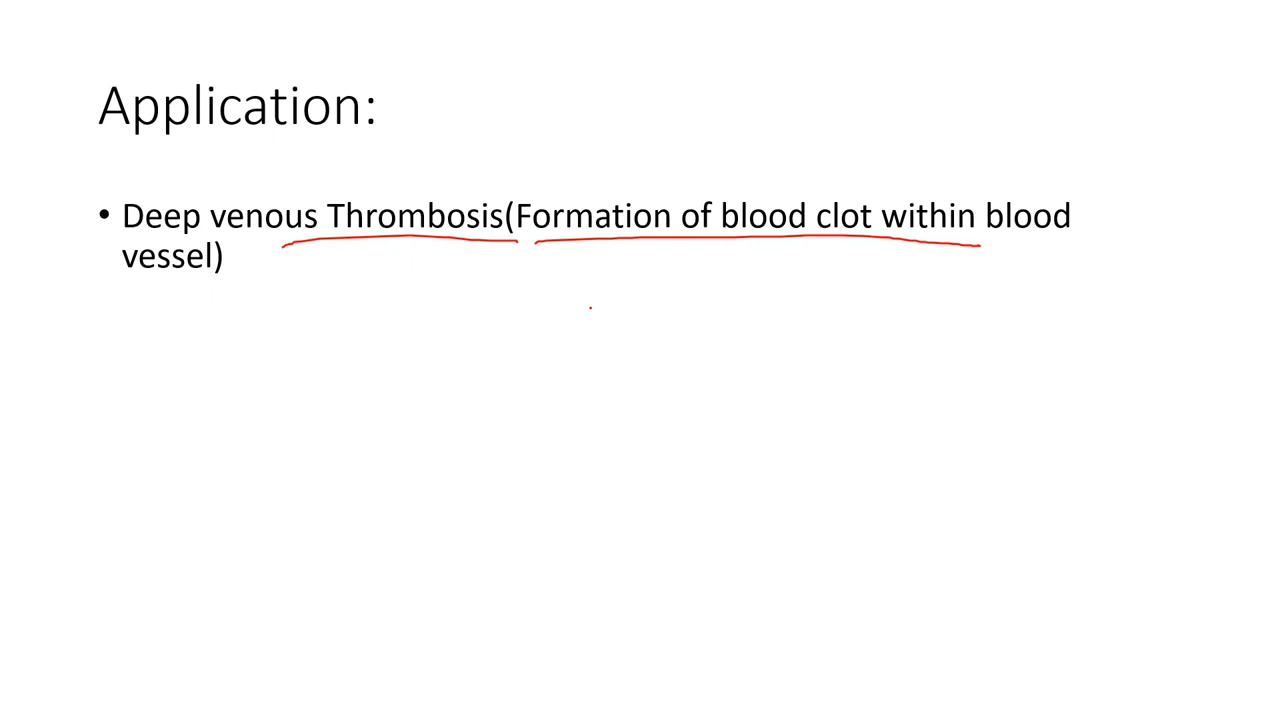 Application:
• Deep venous Thrombosis(Formation of blood clot within blood
vessel)